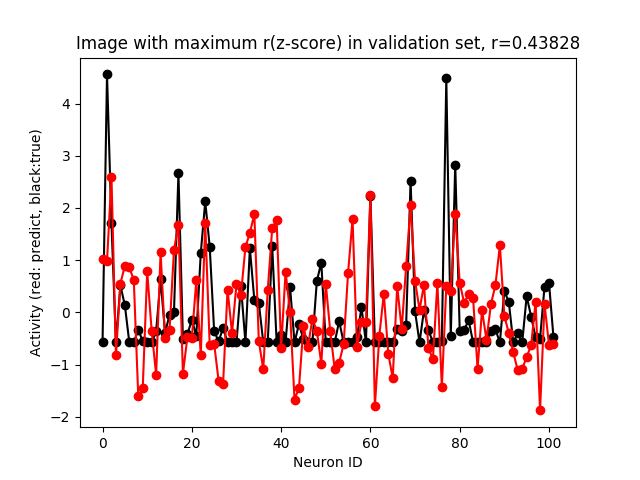 Image with maximum r(z-score) in validation set, r=0.43828
Activity (red: predict, black:true)
4
3
2
1
0
−1
−2
0 20 40 60 80 100
Neuron ID